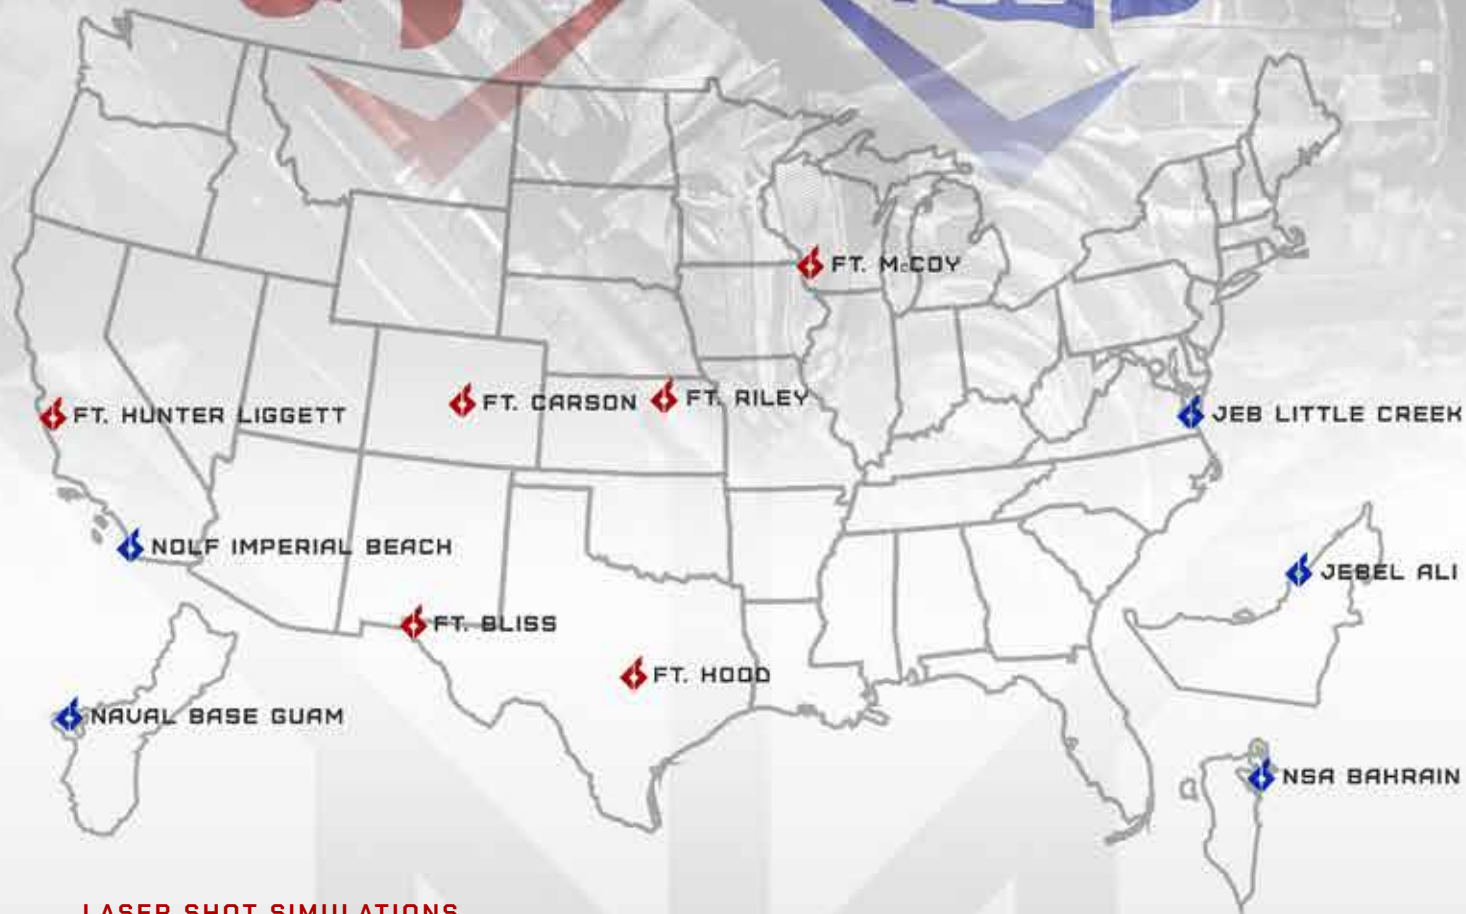 FT. McCOY
FT. HUNTER LIGGETT
FT. CARSON
FT. RILEY
JEB LITTLE CREEK
NOLF IMPERIAL BEACH
JEBEL ALI
FT. BLISS
FT. HOOD
NAVAL BASE GUAM
NSA BAHRAIN
LASER SHOT SIMULATIONS